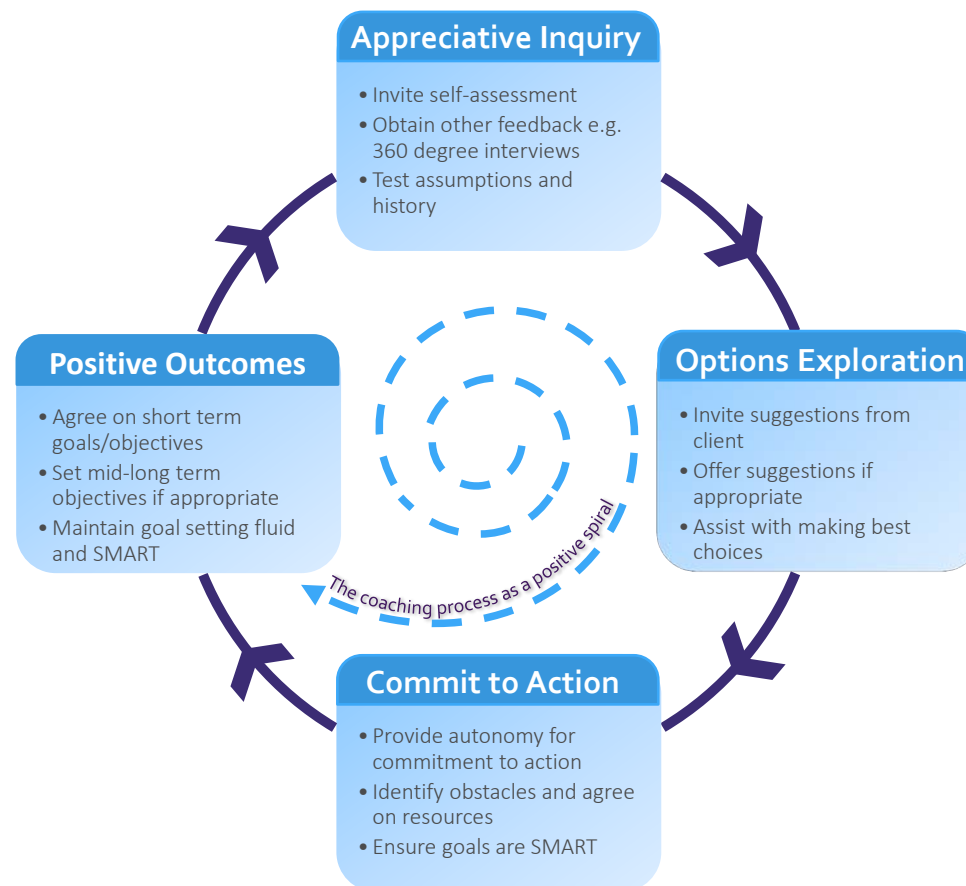 Appreciative Inquiry
• Invite self-assessment
• Obtain other feedback e.g.
360 degree interviews
• Test assumptions and
history
Positive Outcomes
• Agree on short term
goals/objectives
• Set mid-long term
objectives if appropriate
• Maintain goal setting fluid
and SMART
Options Exploration
• Invite suggestions from
client
• Offer suggestions if
appropriate
• Assist with making best
choices
The coaching process as a positive spiral
Commit to Action
• Provide autonomy for
commitment to action
• Identify obstacles and agree
on resources
• Ensure goals are SMART